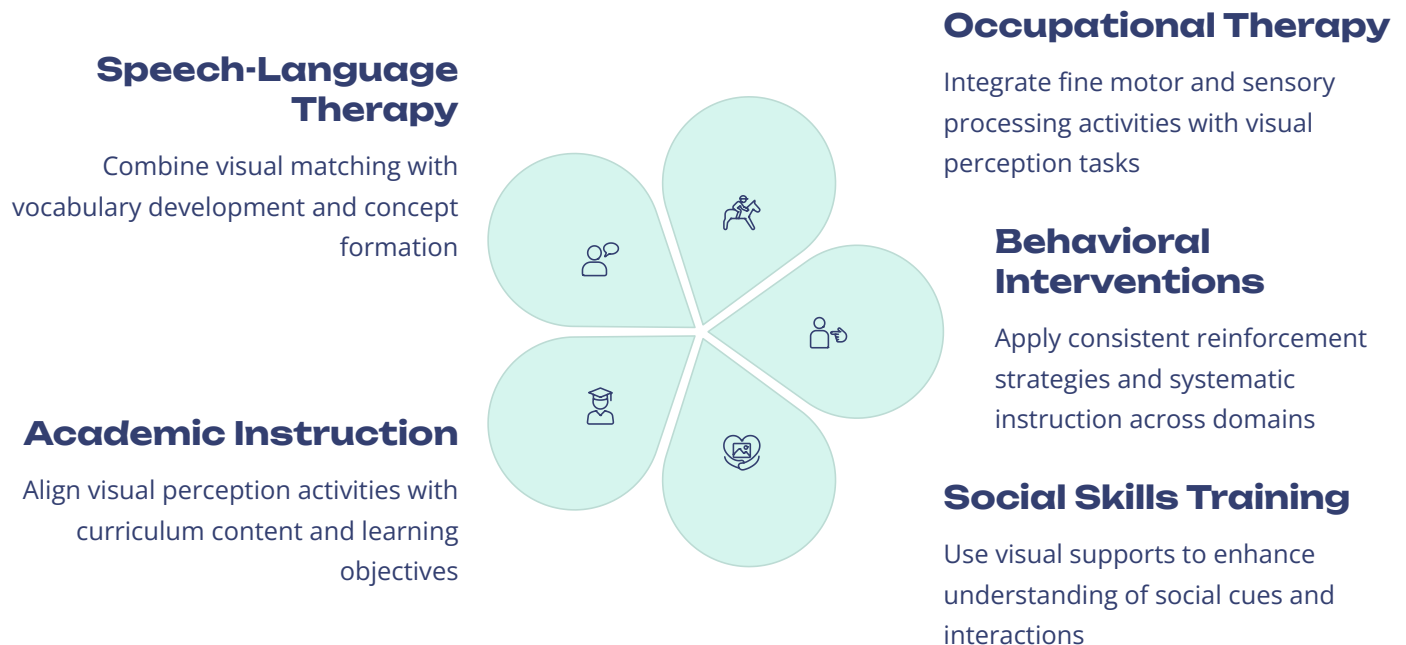 Speech-Language
Therapy
Combine visual matching with
vocabulary development and concept
formation
Occupational Therapy
Integrate fine motor and sensory
processing activities with visual
perception tasks
Behavioral
Interventions
Apply consistent reinforcement
strategies and systematic
instruction across domains
Academic Instruction
Align visual perception activities with
curriculum content and learning
objectives
Social Skills Training
Use visual supports to enhance
understanding of social cues and
interactions